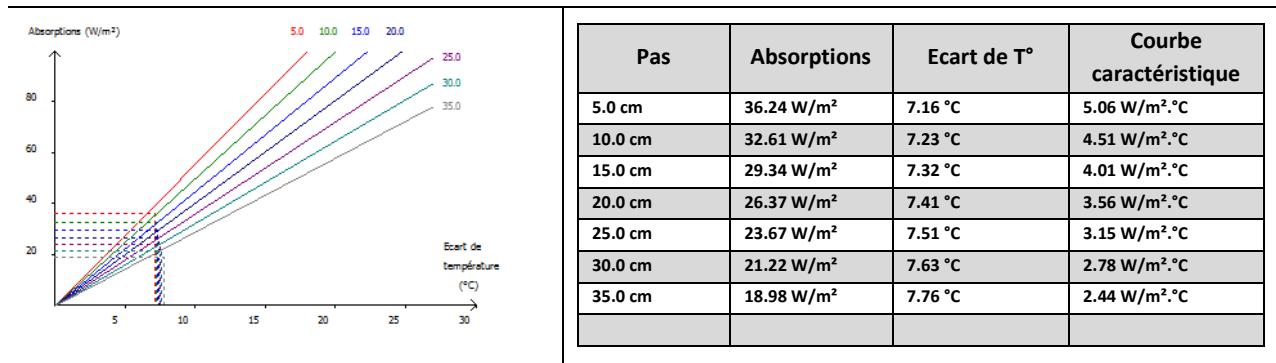 Absorptions (W/m²)
5.0 10.0 15.0 20.0
25.0
30.0
35.0
80
60
40
20
Ecart de
température
(°C)
5 10 15 20 25 30
Pas Absorptions Ecart de T° Courbe caractéristique
5.0 cm 36.24 W/m² 7.16 °C 5.06 W/m².°C
10.0 cm 32.61 W/m² 7.23 °C 4.51 W/m².°C
15.0 cm 29.34 W/m² 7.32 °C 4.01 W/m².°C
20.0 cm 26.37 W/m² 7.41 °C 3.56 W/m².°C
25.0 cm 23.67 W/m² 7.51 °C 3.15 W/m².°C
30.0 cm 21.22 W/m² 7.63 °C 2.78 W/m².°C
35.0 cm 18.98 W/m² 7.76 °C 2.44 W/m².°C